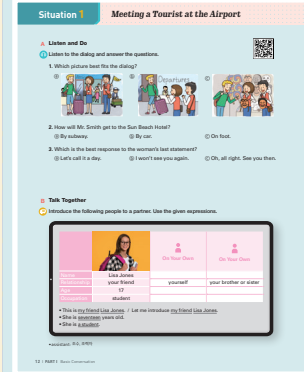 Situation 1
Meeting a Tourist at the Airport
A Listen and Do
Listen to the dialog and answer the questions.
1. Which picture best fits the dialog?
ⓐ
ⓑ
ⓒ
Departures
2. How will Mr. Smith get to the Sun Beach Hotel?
ⓐ By subway.
ⓑ By car.
ⓒ On foot.
3. Which is the best response to the woman's last statement?
ⓐ Let's call it a day.
ⓑ I won't see you again.
ⓒ Oh, all right. See you then.
B Talk Together
Introduce the following people to a partner. Use the given expressions.
On Your Own
On Your Own
Name Lisa Jones
Relationship your friend yourself your brother or sister
Age 17
Occupation student
• This is my friend Lisa Jones. / Let me introduce my friend Lisa Jones.
• She is seventeen years old.
• She is a student.
• assistant
12 | PART 1 Basic Conversation